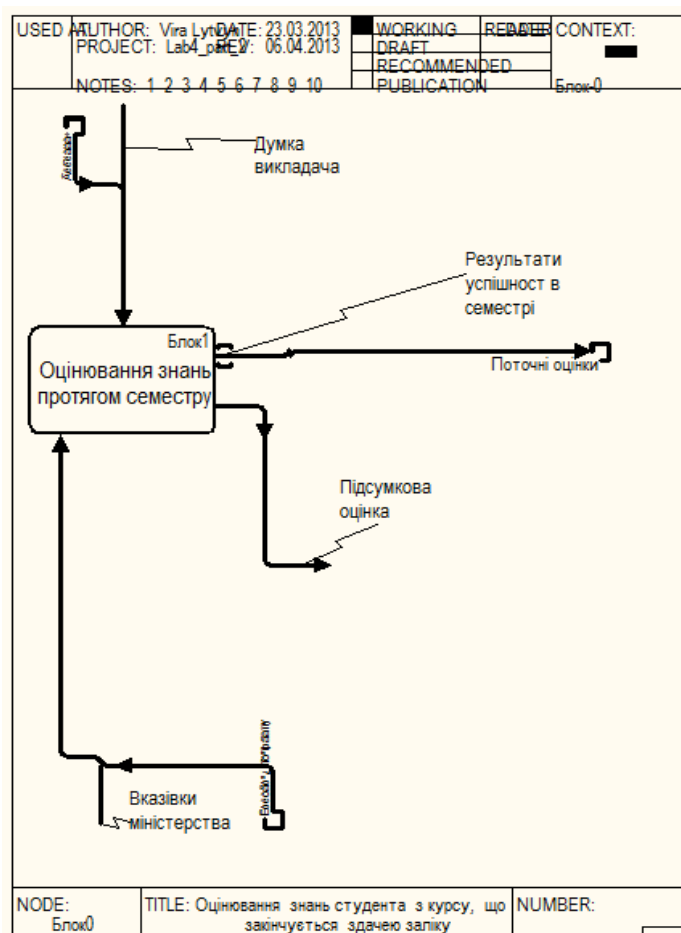 USED AT:
AUTHOR: Vira Lytvyn
DATE: 23.03.2013
WORKING
READER
DATE
CONTEXT:
PROJECT: Lab4_part_2
REV: 06.04.2013
DRAFT
RECOMMENDED
NOTES: 1 2 3 4 5 6 7 8 9 10
PUBLICATION
Блок-0
Думка
викладача
Результати
успішност в
семестрі
Блок1
Оцінювання знань
протягом семестру
Поточні оцінки
Підсумкова
оцінка
Вказівки
міністерства
NODE:
TITLE: Оцінювання знань студента з курсу, що
NUMBER:
Блок0
закінчується здачею заліку